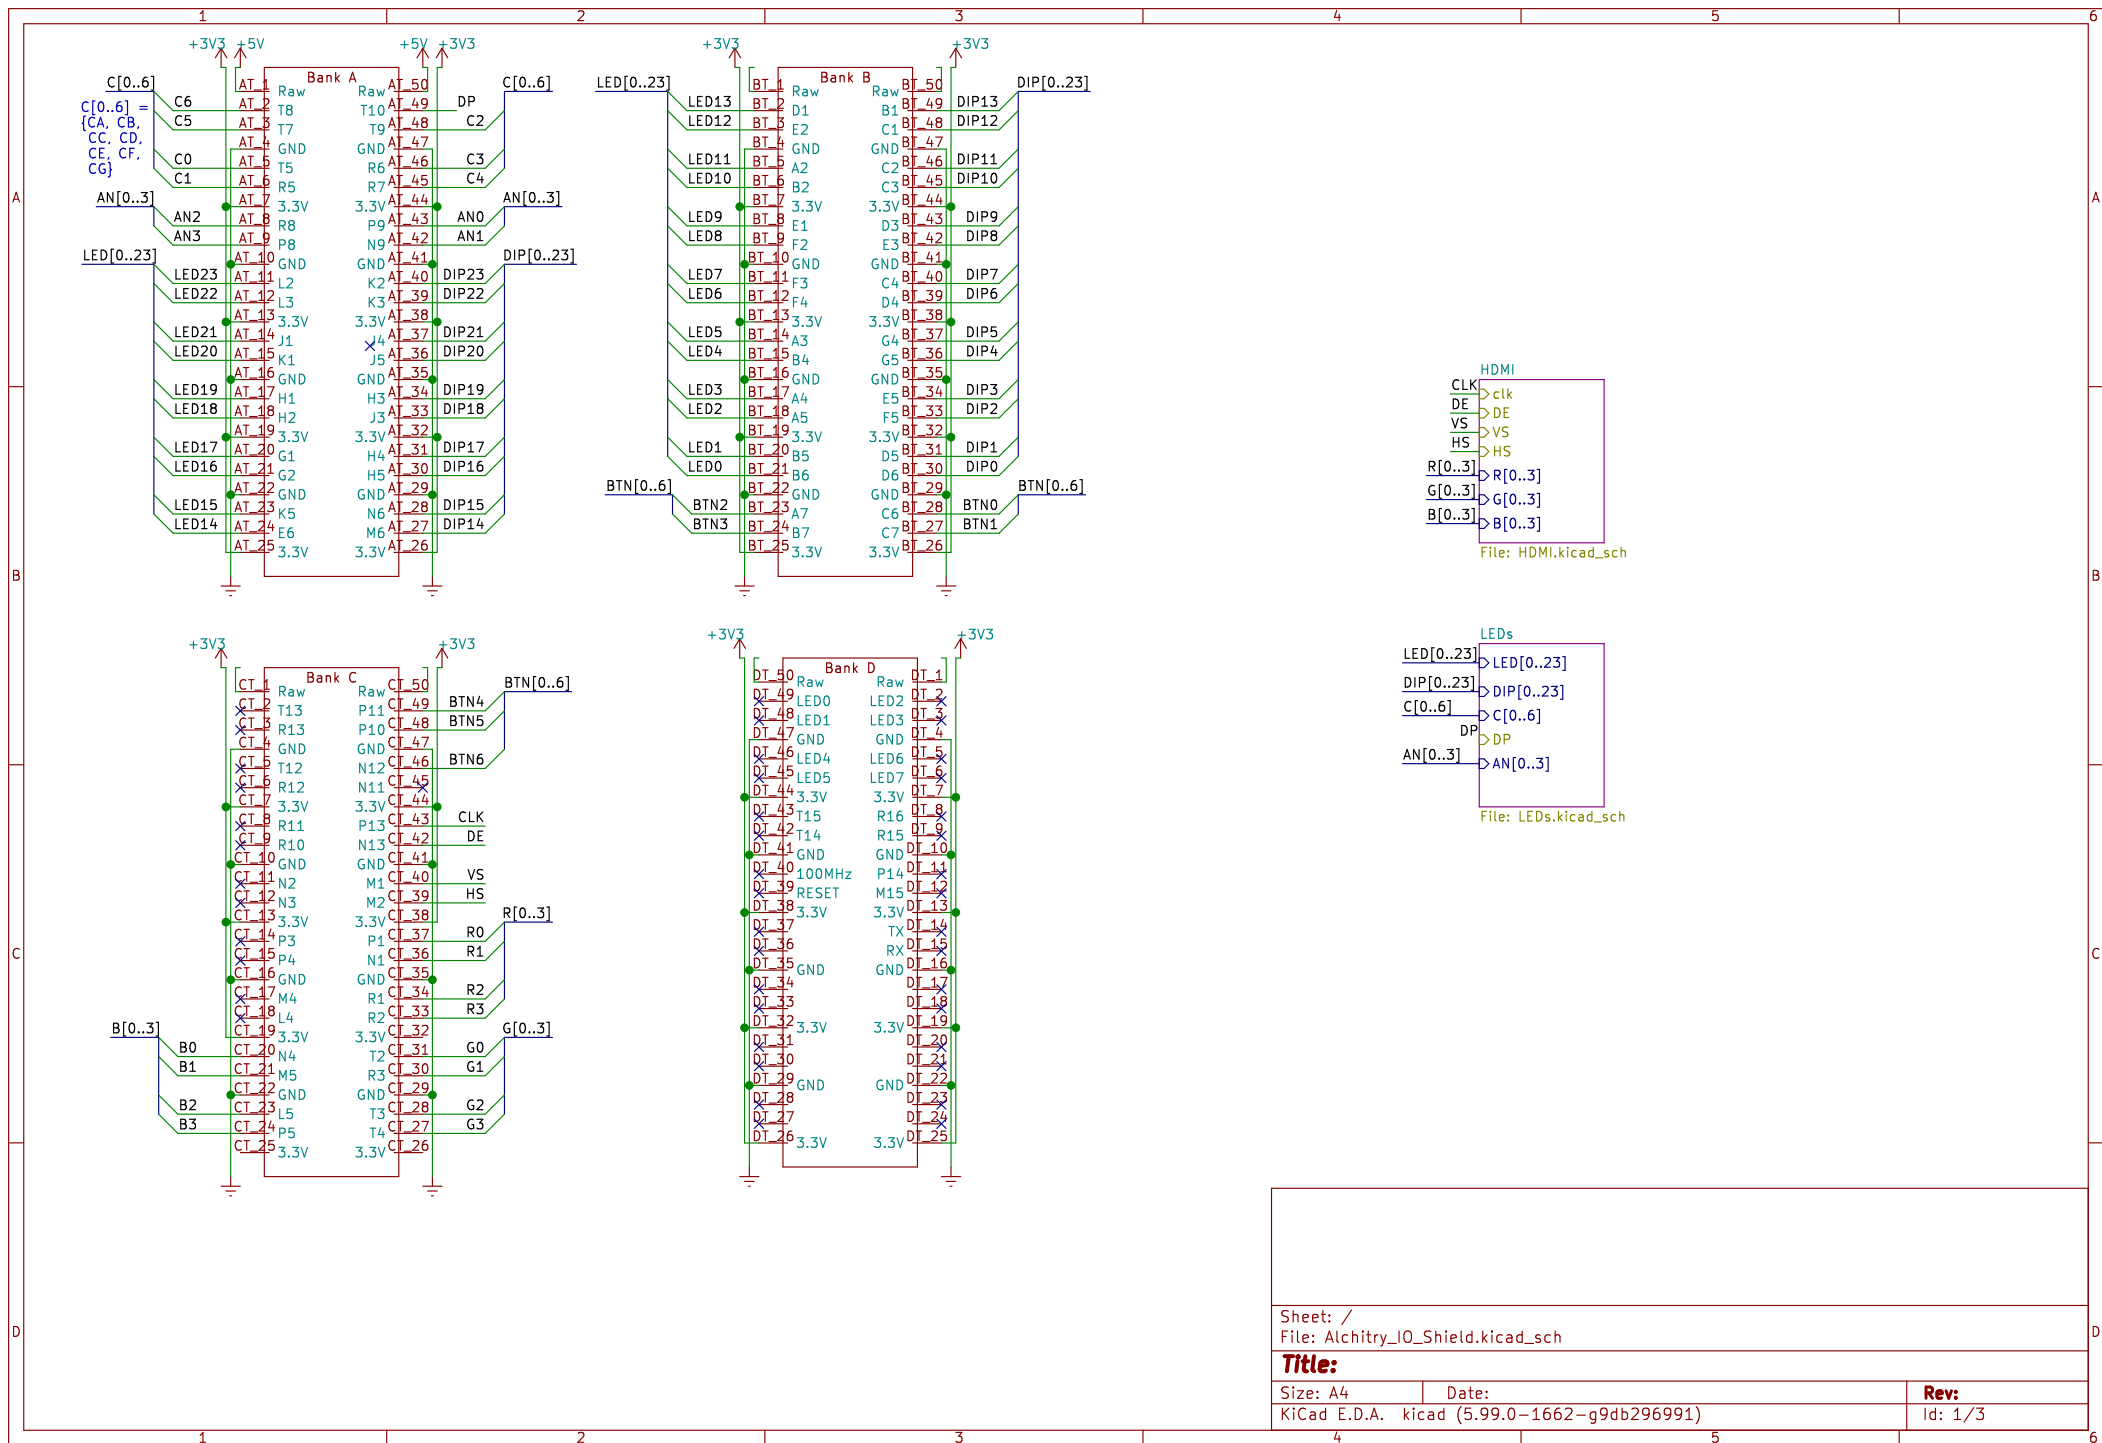 1 2 3 4 5 6
+3V3 +5V +5V +3V3
C[0..6] Bank A C[0..6]
C[0..6] =
{CA, CB,
CC, CD,
CE, CF,
CG}
AT_1 Raw Raw AT_50
C6 AT_2 T8 T10 AT_49 DP
C5 AT_3 T7 T9 AT_48 C2
AT_4 GND GND AT_47
C0 AT_5 T5 R6 AT_46 C3
C1 AT_6 R5 R7 AT_45 C4
AN[0..3] AT_7 3.3V 3.3V AT_44 AN[0..3]
AN2 AT_8 R8 P9 AT_43 AN0
AN3 AT_9 P8 N9 AT_42 AN1
LED[0..23] AT_10 GND GND AT_41 DIP[0..23]
LED23 AT_11 L2 K2 AT_40 DIP23
LED22 AT_12 L3 K3 AT_39 DIP22
AT_13 3.3V 3.3V AT_38
LED21 AT_14 J1 J4 AT_37 DIP21
LED20 AT_15 K1 J5 AT_36 DIP20
AT_16 GND GND AT_35
LED19 AT_17 H1 H3 AT_34 DIP19
LED18 AT_18 H2 J3 AT_33 DIP18
AT_19 3.3V 3.3V AT_32
LED17 AT_20 G1 H4 AT_31 DIP17
LED16 AT_21 G2 H5 AT_30 DIP16
AT_22 GND GND AT_29
LED15 AT_23 K5 N6 AT_28 DIP15
LED14 AT_24 E6 M6 AT_27 DIP14
AT_25 3.3V 3.3V AT_26
+3V3 +3V3
LED[0..23] Bank B DIP[0..23]
BT_1 Raw Raw BT_50
LED13 BT_2 D1 B1 BT_49 DIP13
LED12 BT_3 E2 C1 BT_48 DIP12
BT_4 GND GND BT_47
LED11 BT_5 A2 C2 BT_46 DIP11
LED10 BT_6 B2 C3 BT_45 DIP10
BT_7 3.3V 3.3V BT_44
LED9 BT_8 E1 D3 BT_43 DIP9
LED8 BT_9 F2 E3 BT_42 DIP8
BT_10 GND GND BT_41
LED7 BT_11 F3 C4 BT_40 DIP7
LED6 BT_12 F4 D4 BT_39 DIP6
BT_13 3.3V 3.3V BT_38
LED5 BT_14 A3 G4 BT_37 DIP5
LED4 BT_15 B4 G5 BT_36 DIP4
BT_16 GND GND BT_35
LED3 BT_17 A4 E5 BT_34 DIP3
LED2 BT_18 A5 F5 BT_33 DIP2
BT_19 3.3V 3.3V BT_32
LED1 BT_20 B5 D5 BT_31 DIP1
LED0 BT_21 B6 D6 BT_30 DIP0
BTN[0..6] BT_22 GND GND BT_29 BTN[0..6]
BTN2 BT_23 A7 C6 BT_28 BTN0
BTN3 BT_24 B7 C7 BT_27 BTN1
BT_25 3.3V 3.3V BT_26
HDMI
CLK clk
DE DE
VS VS
HS HS
R[0..3] R[0..3]
G[0..3] G[0..3]
B[0..3] B[0..3]
File: HDMI.kicad_sch
+3V3 +3V3
Bank C
CT_1 Raw Raw CT_50 BTN[0..6]
CT_2 T13 P11 CT_49 BTN4
CT_3 R13 P10 CT_48 BTN5
CT_4 GND GND CT_47
CT_5 T12 N12 CT_46 BTN6
CT_6 R12 N11 CT_45
CT_7 3.3V 3.3V CT_44
CT_8 R11 P13 CT_43 CLK
CT_9 R10 N13 CT_42 DE
CT_10 GND GND CT_41
CT_11 N2 M1 CT_40 VS
CT_12 N3 M2 CT_39 HS
CT_13 3.3V 3.3V CT_38 R[0..3]
CT_14 P3 P1 CT_37 R0
CT_15 P4 N1 CT_36 R1
CT_16 GND GND CT_35
CT_17 M4 R1 CT_34 R2
CT_18 L4 R2 CT_33 R3
B[0..3] CT_19 3.3V 3.3V CT_32 G[0..3]
B0 CT_20 N4 T2 CT_31 G0
B1 CT_21 M5 R3 CT_30 G1
CT_22 GND GND CT_29
B2 CT_23 L5 T3 CT_28 G2
B3 CT_24 P5 T4 CT_27 G3
CT_25 3.3V 3.3V CT_26
+3V3 +3V3
Bank D
DT_50 Raw Raw DT_1
DT_49 LED0 LED2 DT_2
DT_48 LED1 LED3 DT_3
DT_47 GND GND DT_4
DT_46 LED4 LED6 DT_5
DT_45 LED5 LED7 DT_6
DT_44 3.3V 3.3V DT_7
DT_43 T15 R16 DT_8
DT_42 T14 R15 DT_9
DT_41 GND GND DT_10
DT_40 100MHz P14 DT_11
DT_39 RESET M15 DT_12
DT_38 3.3V 3.3V DT_13
DT_37 TX DT_14
DT_36 RX DT_15
DT_35 GND GND DT_16
DT_34 DT_17
DT_33 DT_18
DT_32 3.3V 3.3V DT_19
DT_31 DT_20
DT_30 DT_21
DT_29 GND GND DT_22
DT_28 DT_23
DT_27 DT_24
DT_26 3.3V 3.3V DT_25
LEDs
LED[0..23] LED[0..23]
DIP[0..23] DIP[0..23]
C[0..6] C[0..6]
DP DP
AN[0..3] AN[0..3]
File: LEDs.kicad_sch
A A
B B
C C
D D
Sheet: /
File: Alchitry_IO_Shield.kicad_sch
Title:
Size: A4 Date: Rev:
KiCad E.D.A. kicad (5.99.0-1662-g9db296991) Id: 1/3
1 2 3 4 5 6